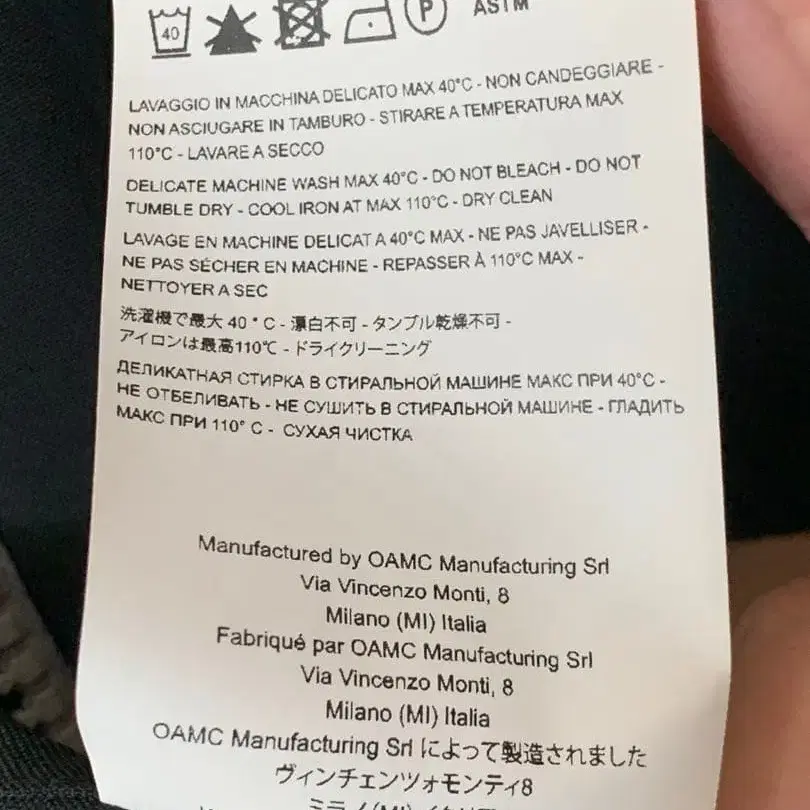 40 P ASTM
LAVAGGIO IN MACCHINA DELICATO MAX 40°C - NON CANDEGGIARE -
NON ASCIUGARE IN TAMBURO - STIRARE A TEMPERATURA MAX
110°C - LAVARE A SECCO
DELICATE MACHINE WASH MAX 40°C - DO NOT BLEACH - DO NOT
TUMBLE DRY - COOL IRON AT MAX 110°C - DRY CLEAN
LAVAGE EN MACHINE DELICAT A 40°C MAX - NE PAS JAVELLISER -
NE PAS SÉCHER EN MACHINE - REPASSER À 110°C MAX -
NETTOYER A SEC
洗濯機で最大 40 ° C - 漂白不可 - タンブル乾燥不可 -
アイロンは最高110℃ - ドライクリーニング
ДЕЛИКАТНАЯ СТИРКА В СТИРАЛЬНОЙ МАШИНЕ МАКС ПРИ 40°C -
НЕ ОТБЕЛИВАТЬ - НЕ СУШИТЬ В СТИРАЛЬНОЙ МАШИНЕ - ГЛАДИТЬ
МАКС ПРИ 110° C - СУХАЯ ЧИСТКА
Manufactured by OAMC Manufacturing Srl
Via Vincenzo Monti, 8
Milano (MI) Italia
Fabriqué par OAMC Manufacturing Srl
Via Vincenzo Monti, 8
Milano (MI) Italia
OAMC Manufacturing Srl によって製造されました
ヴィンチェンツォモンティ8